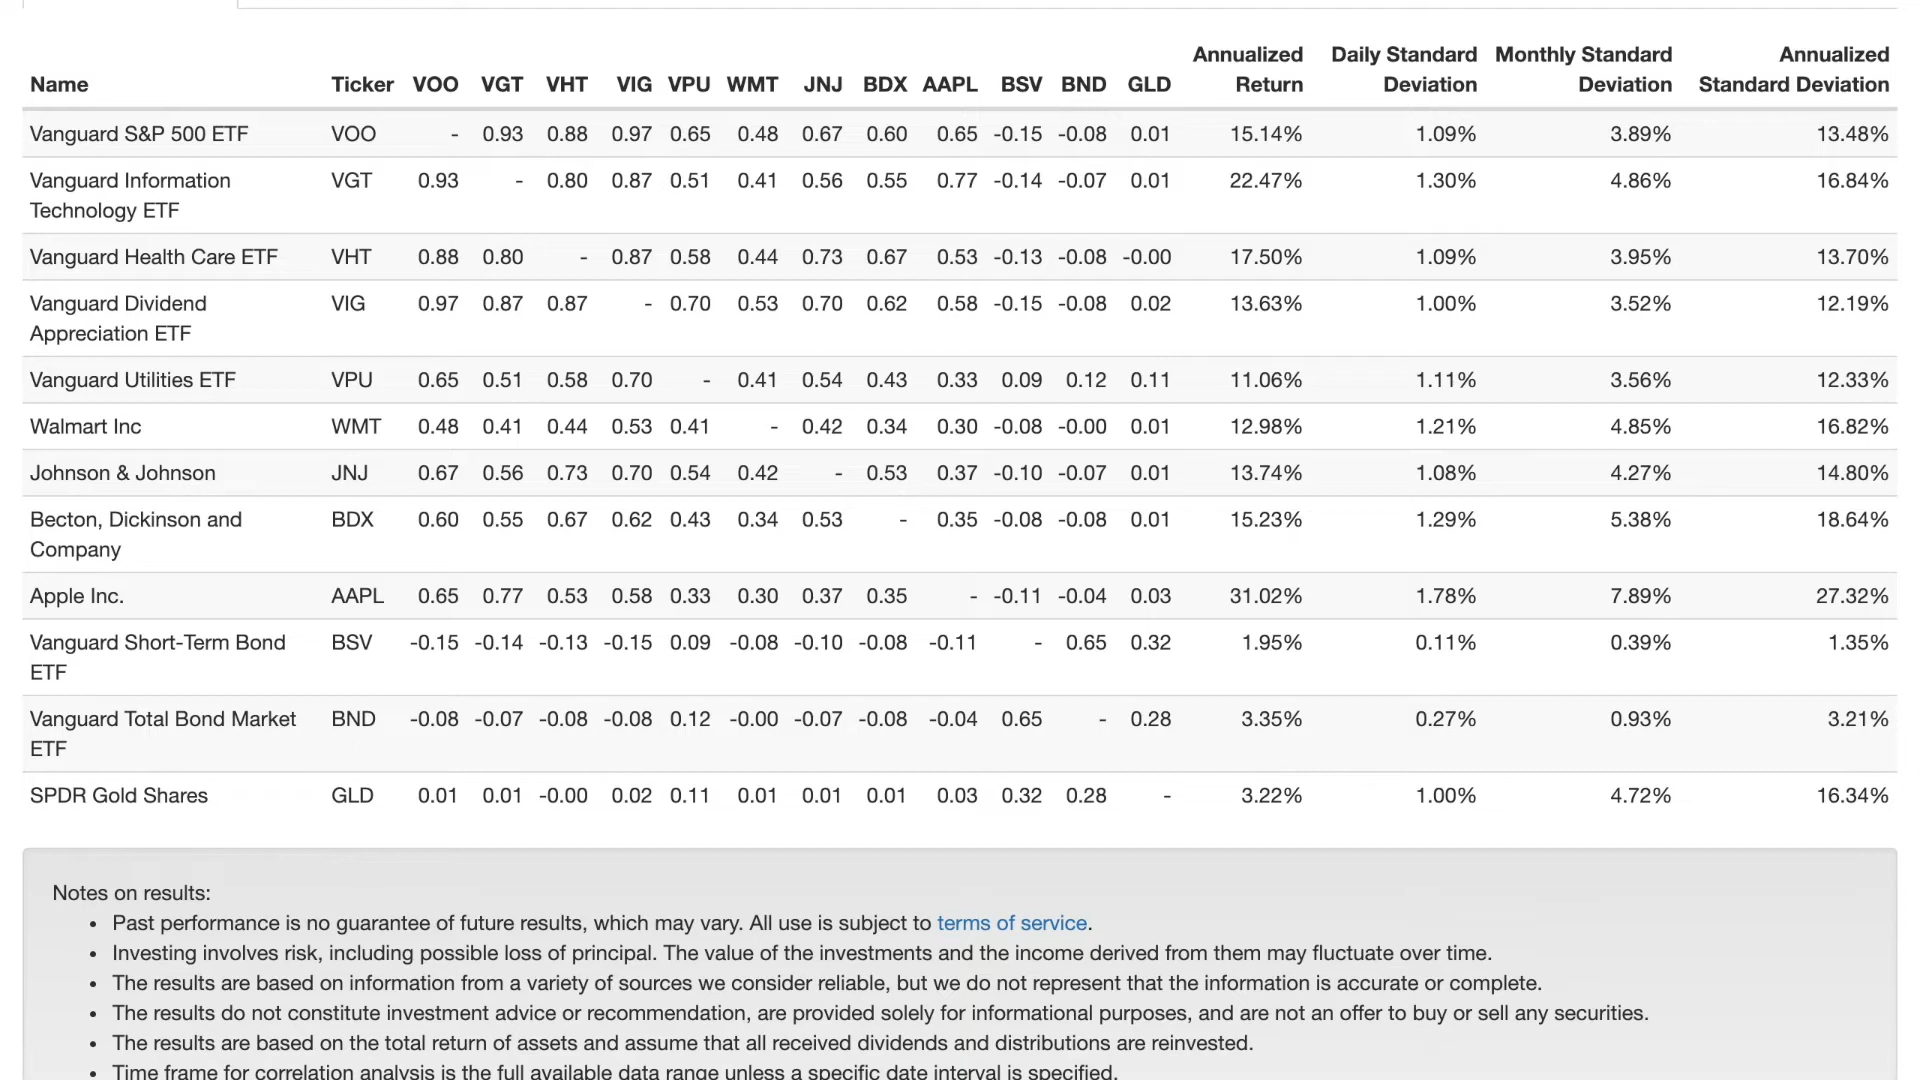 Annualized Daily Standard Monthly Standard Annualized
Name Ticker VOO VGT VHT VIG VPU WMT JNJ BDX AAPL BSV BND GLD Return Deviation Deviation Standard Deviation
Vanguard S&P 500 ETF VOO - 0.93 0.88 0.97 0.65 0.48 0.67 0.60 0.65 -0.15 -0.08 0.01 15.14% 1.09% 3.89% 13.48%
Vanguard Information VGT 0.93 - 0.80 0.87 0.51 0.41 0.56 0.55 0.77 -0.14 -0.07 0.01 22.47% 1.30% 4.86% 16.84%
Technology ETF
Vanguard Health Care ETF VHT 0.88 0.80 - 0.87 0.58 0.44 0.73 0.67 0.53 -0.13 -0.08 -0.00 17.50% 1.09% 3.95% 13.70%
Vanguard Dividend VIG 0.97 0.87 0.87 - 0.70 0.53 0.70 0.62 0.58 -0.15 -0.08 0.02 13.63% 1.00% 3.52% 12.19%
Appreciation ETF
Vanguard Utilities ETF VPU 0.65 0.51 0.58 0.70 - 0.41 0.54 0.43 0.33 0.09 0.12 0.11 11.06% 1.11% 3.56% 12.33%
Walmart Inc WMT 0.48 0.41 0.44 0.53 0.41 - 0.42 0.34 0.30 -0.08 -0.00 0.01 12.98% 1.21% 4.85% 16.82%
Johnson & Johnson JNJ 0.67 0.56 0.73 0.70 0.54 0.42 - 0.53 0.37 -0.10 -0.07 0.01 13.74% 1.08% 4.27% 14.80%
Becton, Dickinson and BDX 0.60 0.55 0.67 0.62 0.43 0.34 0.53 - 0.35 -0.08 -0.08 0.01 15.23% 1.29% 5.38% 18.64%
Company
Apple Inc. AAPL 0.65 0.77 0.53 0.58 0.33 0.30 0.37 0.35 - -0.11 -0.04 0.03 31.02% 1.78% 7.89% 27.32%
Vanguard Short-Term Bond BSV -0.15 -0.14 -0.13 -0.15 0.09 -0.08 -0.10 -0.08 -0.11 - 0.65 0.32 1.95% 0.11% 0.39% 1.35%
ETF
Vanguard Total Bond Market BND -0.08 -0.07 -0.08 -0.08 0.12 -0.00 -0.07 -0.08 -0.04 0.65 - 0.28 3.35% 0.27% 0.93% 3.21%
ETF
SPDR Gold Shares GLD 0.01 0.01 -0.00 0.02 0.11 0.01 0.01 0.01 0.03 0.32 0.28 - 3.22% 1.00% 4.72% 16.34%
Notes on results:
• Past performance is no guarantee of future results, which may vary. All use is subject to terms of service.
• Investing involves risk, including possible loss of principal. The value of the investments and the income derived from them may fluctuate over time.
• The results are based on information from a variety of sources we consider reliable, but we do not represent that the information is accurate or complete.
• The results do not constitute investment advice or recommendation, are provided solely for informational purposes, and are not an offer to buy or sell any securities.
• The results are based on the total return of assets and assume that all received dividends and distributions are reinvested.
• Time frame for correlation analysis is the full available data range unless a specific date interval is specified.